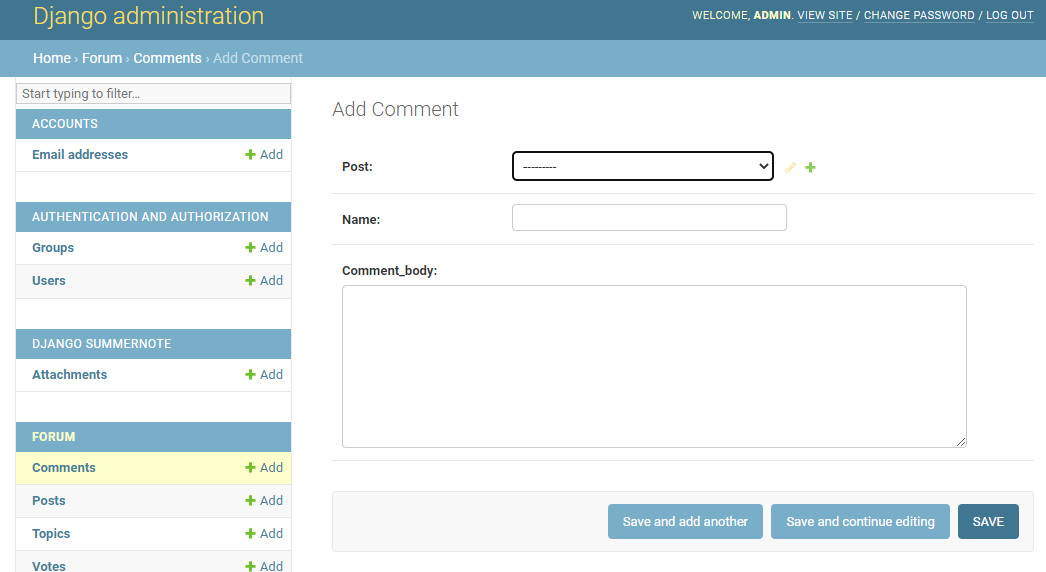 Django administration
WELCOME, ADMIN. VIEW SITE / CHANGE PASSWORD / LOG OUT
Home › Forum › Comments › Add Comment
Start typing to filter...
ACCOUNTS
Email addresses + Add
AUTHENTICATION AND AUTHORIZATION
Groups + Add
Users + Add
DJANGO SUMMERNOTE
Attachments + Add
FORUM
Comments + Add
Posts + Add
Topics + Add
Votes + Add
Add Comment
Post: ---------
Name:
Comment_body:
Save and add another Save and continue editing SAVE